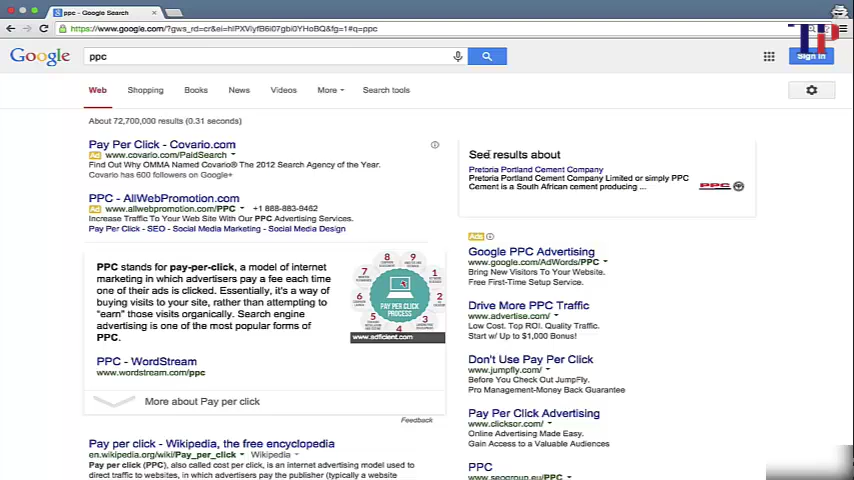 ppc - Google Search
https://www.google.com/?gws_rd=cr&ei=hlPXViyfB6i07gbi0YHoBQ&fg=1#q=ppc
TP
Google
ppc
Sign in
Web Shopping Books News Videos More Search tools
About 72,700,000 results (0.31 seconds)
Pay Per Click - Covario.com
Ad www.covario.com/PaidSearch
Find Out Why OMMA Named Covario® The 2012 Search Agency of the Year.
Covario has 600 followers on Google+
PPC - AllWebPromotion.com
Ad www.allwebpromotion.com/PPC +1 888-883-9462
Increase Traffic To Your Web Site With Our PPC Advertising Services.
Pay Per Click - SEO - Social Media Marketing - Social Media Design
PPC stands for pay-per-click, a model of internet
marketing in which advertisers pay a fee each time
one of their ads is clicked. Essentially, it's a way of
buying visits to your site, rather than attempting to
"earn" those visits organically. Search engine
advertising is one of the most popular forms of
PPC.
8
9
7
1
6
2
5
3
4
PAY PER CLICK
PROCESS
www.adficient.com
PPC - WordStream
www.wordstream.com/ppc
More about Pay per click
Feedback
Pay per click - Wikipedia, the free encyclopedia
en.wikipedia.org/wiki/Pay_per_click Wikipedia
Pay per click (PPC), also called cost per click, is an internet advertising model used to
direct traffic to websites, in which advertisers pay the publisher (typically a website
See results about
Pretoria Portland Cement Company
Pretoria Portland Cement Company Limited or simply PPC
Cement is a South African cement producing ...
PPC
Ads
Google PPC Advertising
www.google.com/AdWords/PPC
Bring New Visitors To Your Website.
Free First-Time Setup Service.
Drive More PPC Traffic
www.advertise.com/
Low Cost. Top ROI. Quality Traffic.
Start w/ Up to $1,000 Bonus!
Don't Use Pay Per Click
www.jumpfly.com/
Before You Check Out JumpFly.
Pro Management-Money Back Guarantee
Pay Per Click Advertising
www.clicksor.com/
Online Advertising Made Easy.
Gain Access to a Valuable Audiences
PPC
www.seogroup.eu/PPC